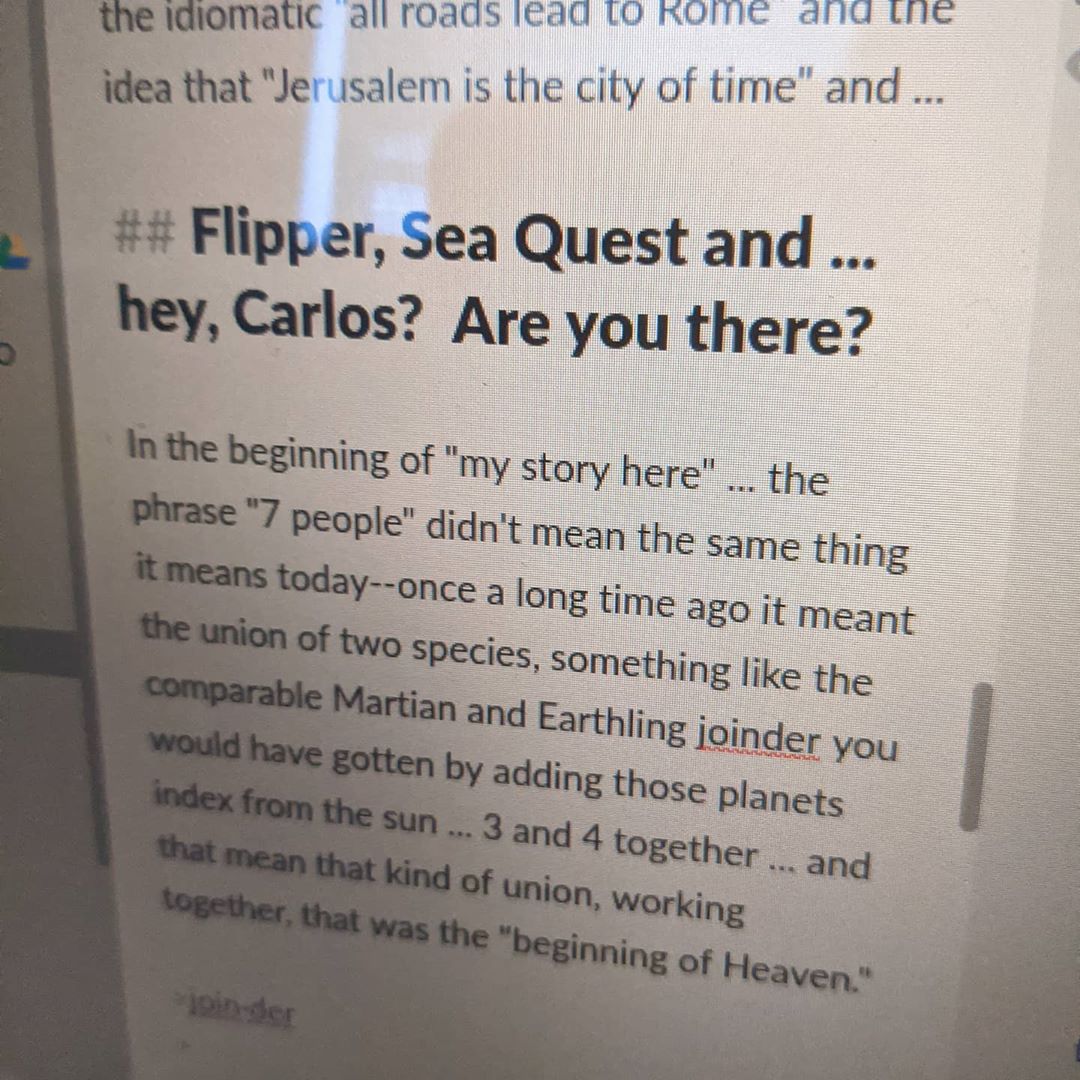 the idiomatic "all roads lead to Rome" and the
idea that "Jerusalem is the city of time" and ...
## Flipper, Sea Quest and ...
hey, Carlos?  Are you there?
In the beginning of "my story here" ... the
phrase "7 people" didn't mean the same thing
it means today--once a long time ago it meant
the union of two species, something like the
comparable Martian and Earthling joinder you
would have gotten by adding those planets
index from the sun ... 3 and 4 together ... and
that mean that kind of union, working
together, that was the "beginning of Heaven."
>join·der